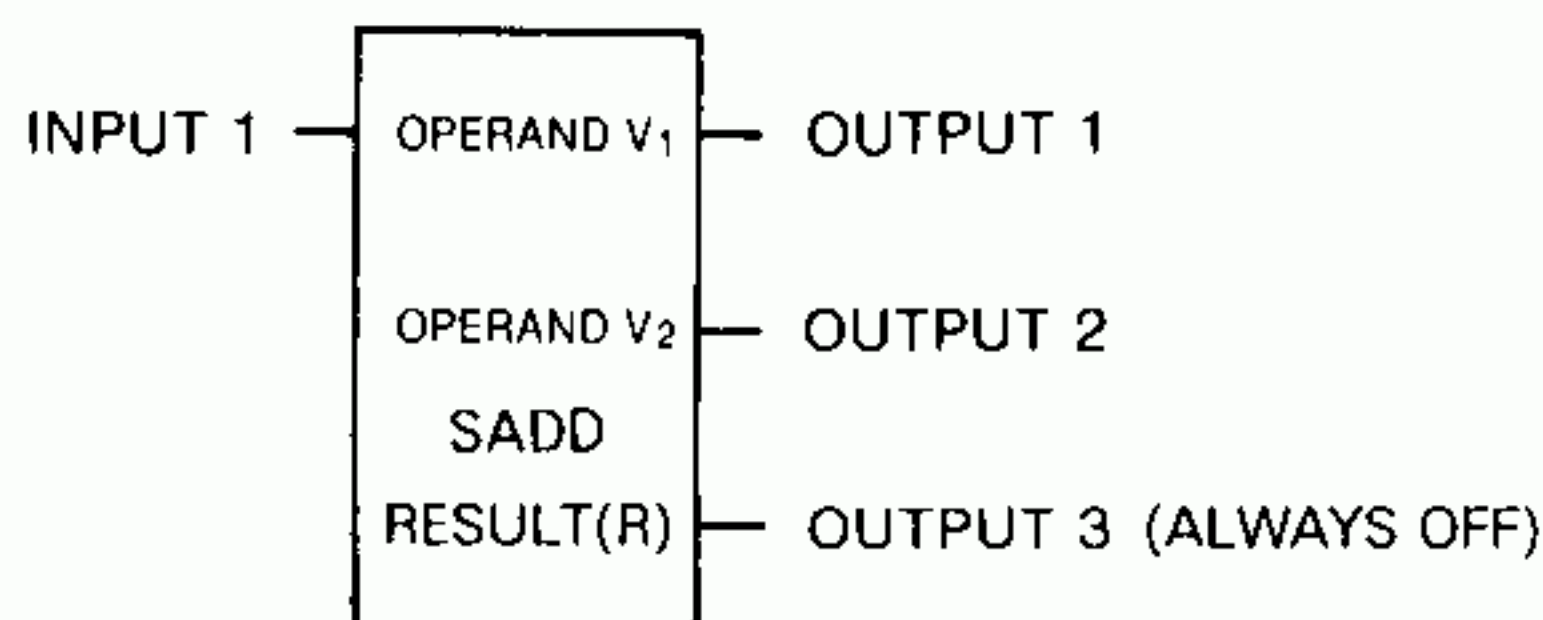 INPUT 1 OPERAND V1 OUTPUT 1
OPERAND V2 OUTPUT 2
SADD
RESULT(R) OUTPUT 3 (ALWAYS OFF)